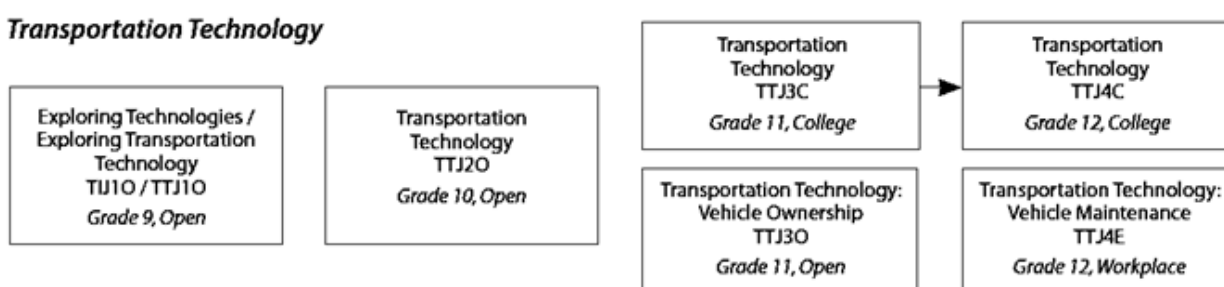 Transportation Technology
Exploring Technologies /
Exploring Transportation
Technology
TIJ1O / TTJ1O
Grade 9, Open
Transportation
Technology
TTJ2O
Grade 10, Open
Transportation
Technology
TTJ3C
Grade 11, College
Transportation
Technology
TTJ4C
Grade 12, College
Transportation Technology:
Vehicle Ownership
TTJ3O
Grade 11, Open
Transportation Technology:
Vehicle Maintenance
TTJ4E
Grade 12, Workplace